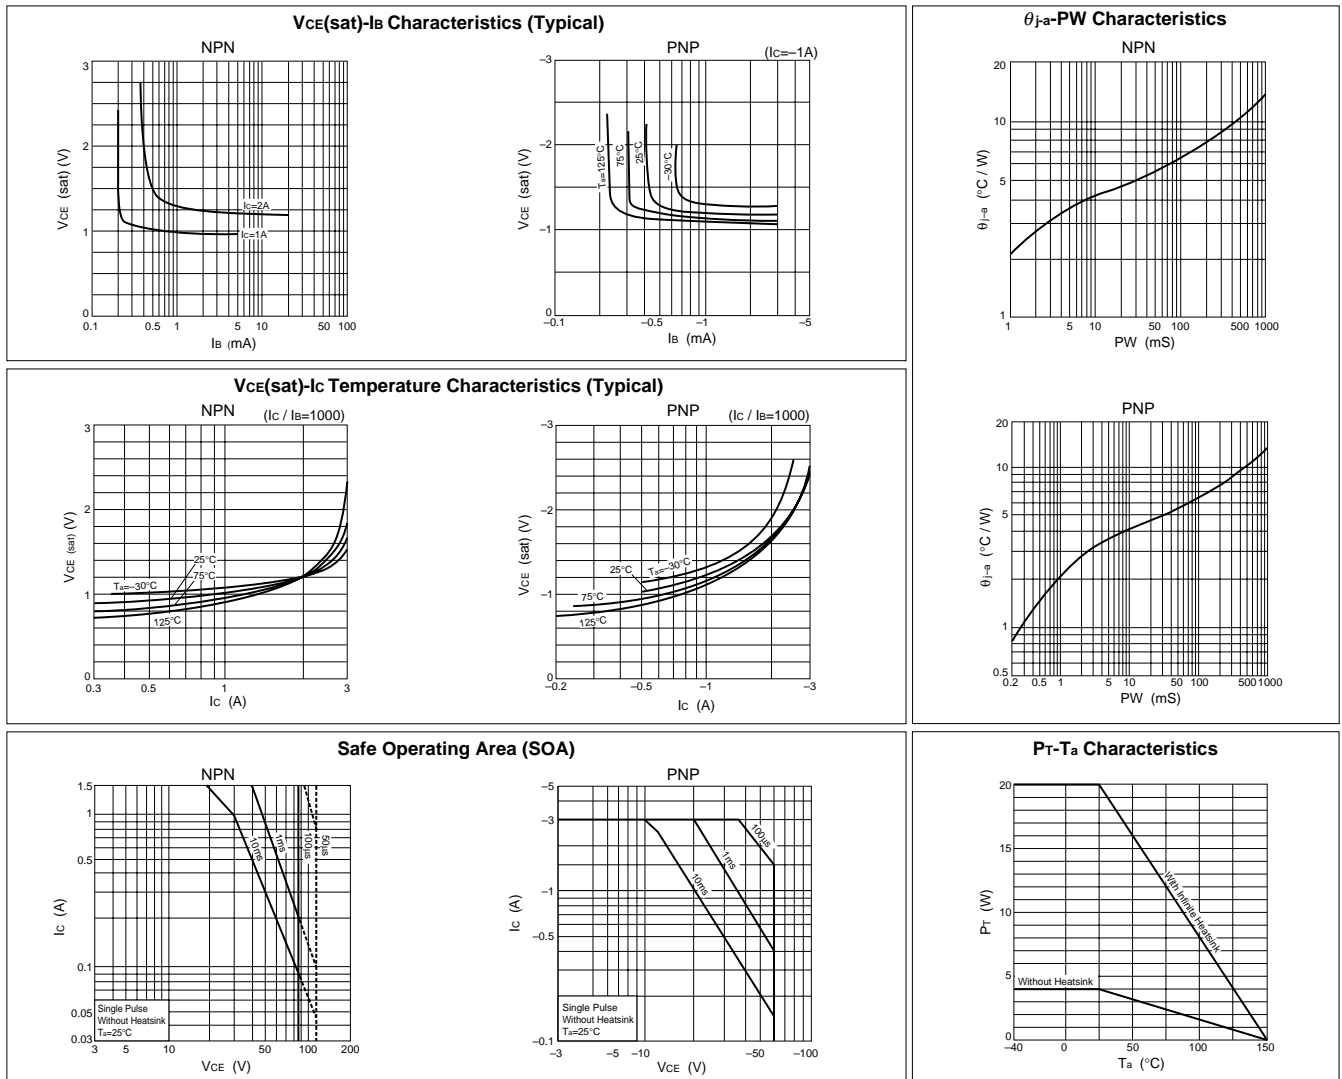 VCE(sat)-IB Characteristics (Typical)
NPN
3
2
1
0
0.1 0.5 1 5 10 50 100
VCE (sat) (V)
IB (mA)
IC=2A
IC=1A
PNP
(IC=–1A)
–3
–2
–1
0
–0.1 –0.5 –1 –5
VCE (sat) (V)
IB (mA)
Ta=125°C
75°C
25°C
–30°C
θj-a-PW Characteristics
NPN
20
10
5
1
1 5 10 50 100 500 1000
θj–a (°C / W)
PW (mS)
PNP
20
10
5
1
0.5
0.2 0.5 1 5 10 50 100 500 1000
θj–a (°C / W)
PW (mS)
VCE(sat)-IC Temperature Characteristics (Typical)
NPN
(IC / IB=1000)
3
2
1
0
0.3 0.5 1 3
VCE (sat) (V)
IC (A)
25°C
75°C
Ta=–30°C
125°C
PNP
(IC / IB=1000)
–3
–2
–1
0
–0.2 –0.5 –1 –3
VCE (sat) (V)
IC (A)
Ta=–30°C
25°C
75°C
125°C
Safe Operating Area (SOA)
NPN
1.5
1
0.5
0.1
0.05
0.03
3 5 10 50 100 200
IC (A)
VCE (V)
10ms
1ms
100µs
50µs
Single Pulse
Without Heatsink
Ta=25°C
PNP
–5
–3
–1
–0.5
–0.1
–3 –5 –10 –50 –100
IC (A)
VCE (V)
100µs
1ms
10ms
Single Pulse
Without Heatsink
Ta=25°C
PT-Ta Characteristics
20
15
10
5
0
–40 0 50 100 150
PT (W)
Ta (°C)
With Infinite Heatsink
Without Heatsink